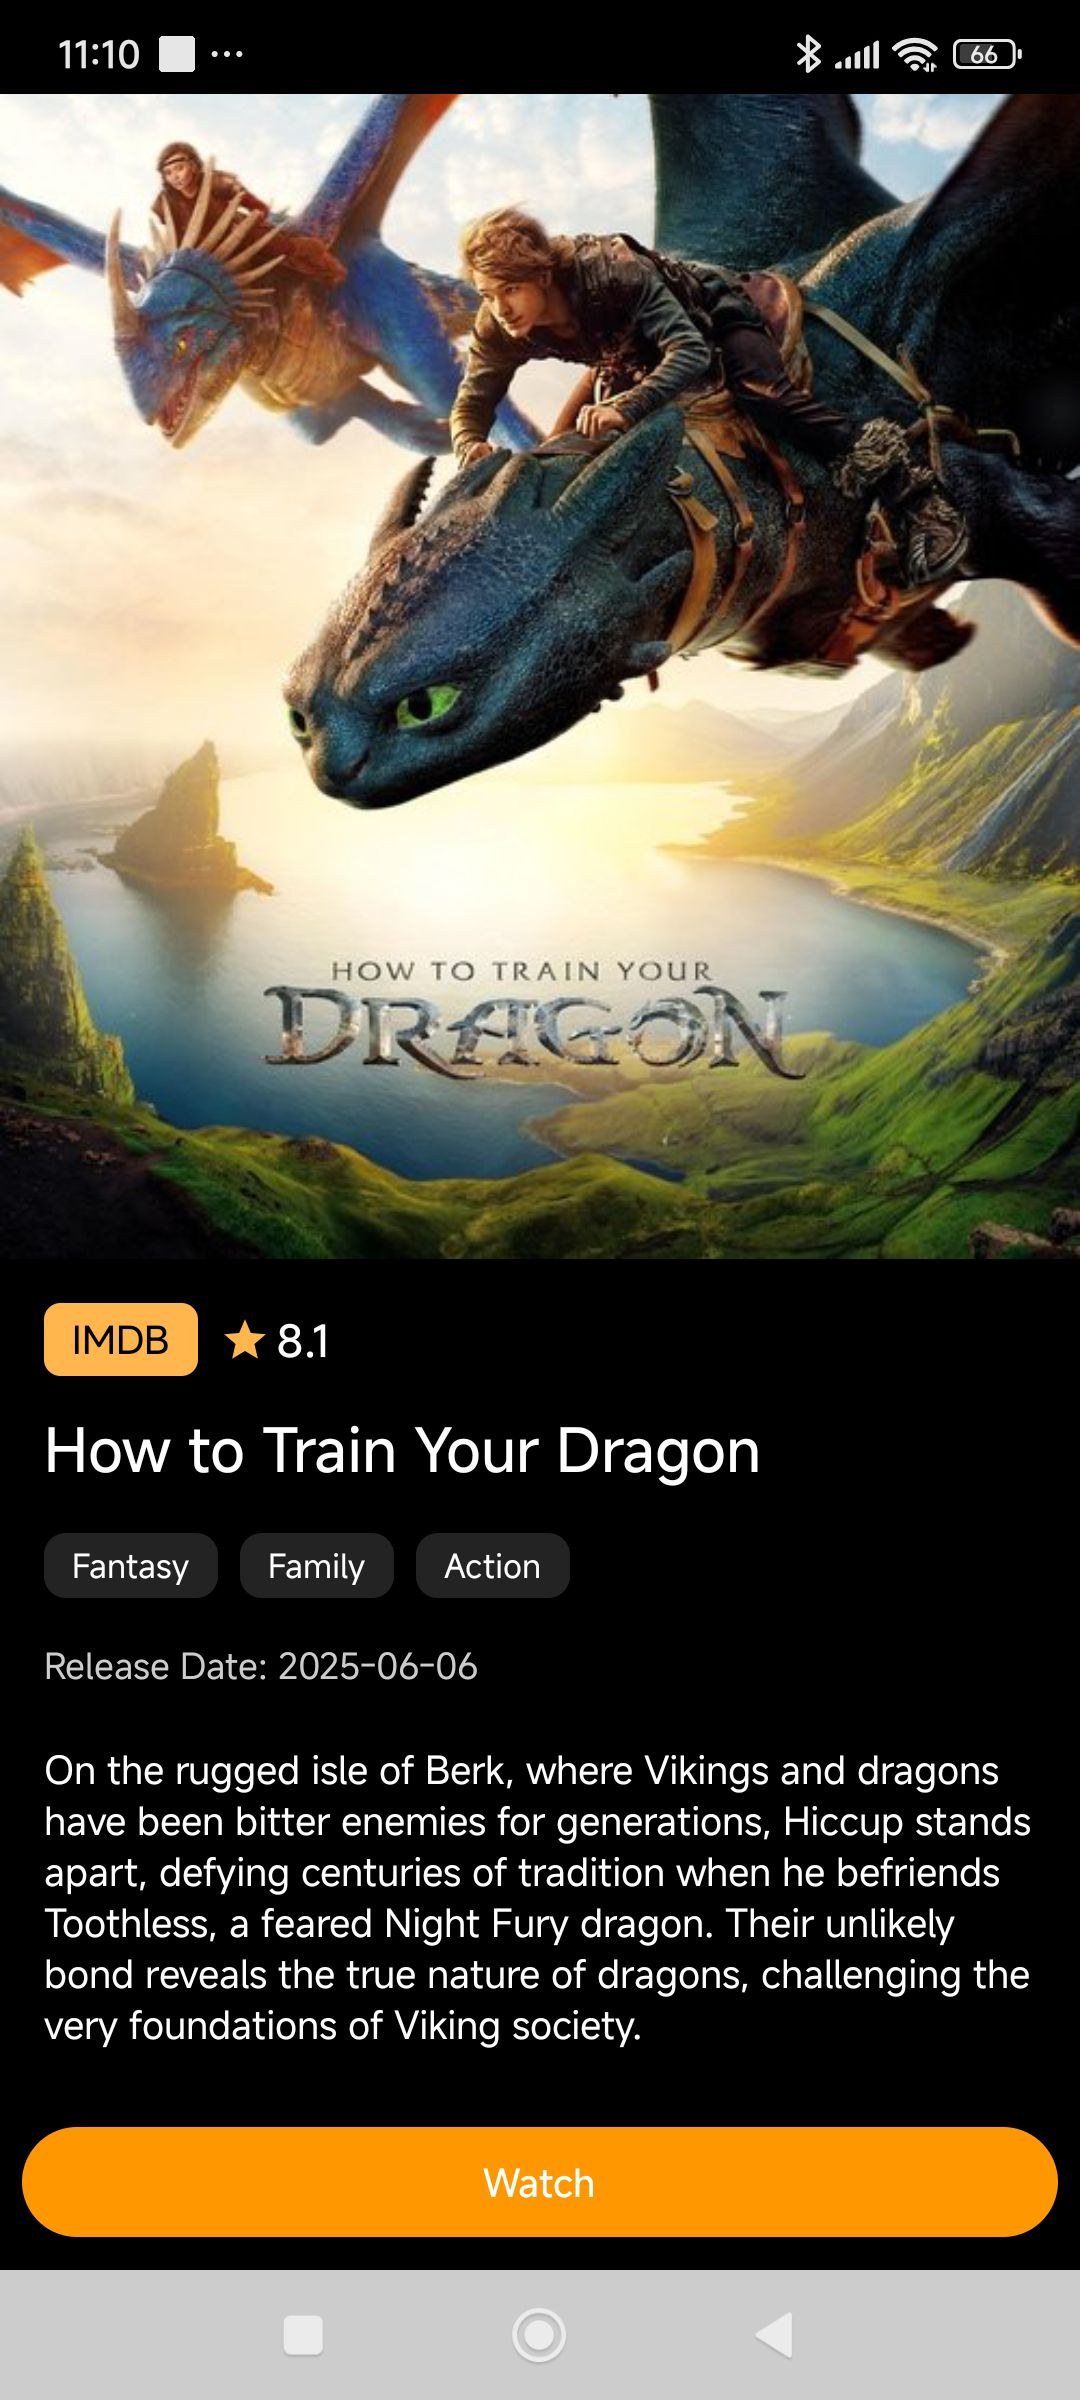 11:10
66
HOW TO TRAIN YOUR
DRAGON
IMDB
8.1
How to Train Your Dragon
Fantasy
Family
Action
Release Date: 2025-06-06
On the rugged isle of Berk, where Vikings and dragons
have been bitter enemies for generations, Hiccup stands
apart, defying centuries of tradition when he befriends
Toothless, a feared Night Fury dragon. Their unlikely
bond reveals the true nature of dragons, challenging the
very foundations of Viking society.
Watch